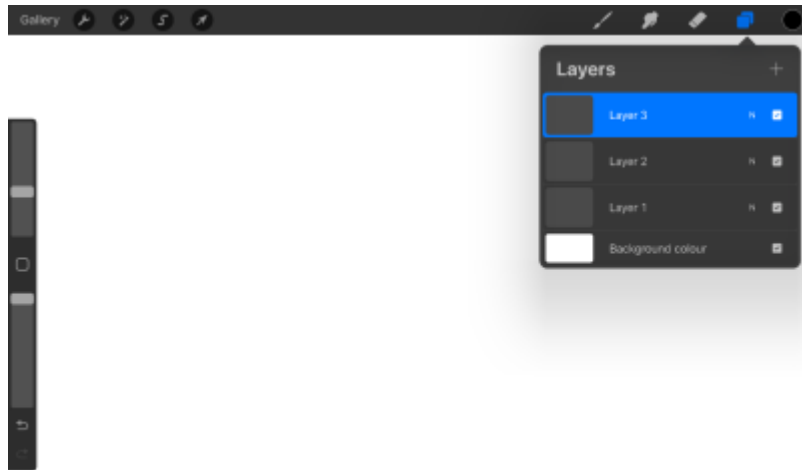 Gallery
Layers
Layer 3 N
Layer 2 N
Layer 1 N
Background colour